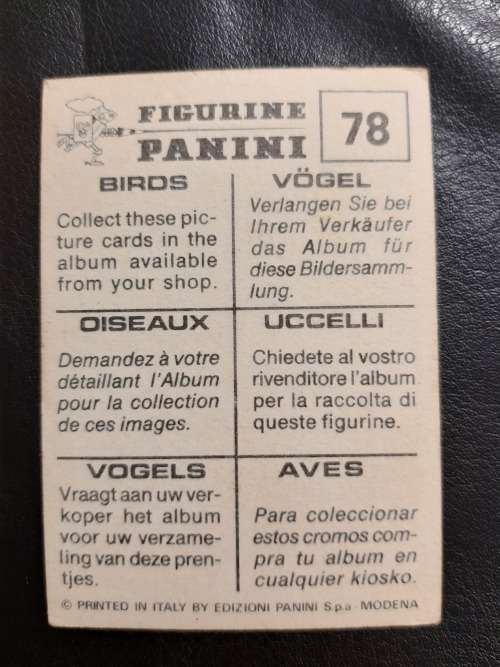 FIGURINE
PANINI
78
BIRDS
Collect these pic-
ture cards in the
album available
from your shop.
VÖGEL
Verlangen Sie bei
Ihrem Verkäufer
das Album für
diese Bildersamm-
lung.
OISEAUX
Demandez à votre
détaillant l'Album
pour la collection
de ces images.
UCCELLI
Chiedete al vostro
rivenditore l'album
per la raccolta di
queste figurine.
VOGELS
Vraagt aan uw ver-
koper het album
voor uw verzame-
ling van deze pren-
tjes.
AVES
Para coleccionar
estos cromos com-
pra tu album en
cualquier kiosko.
© PRINTED IN ITALY BY EDIZIONI PANINI S.p.a - MODENA